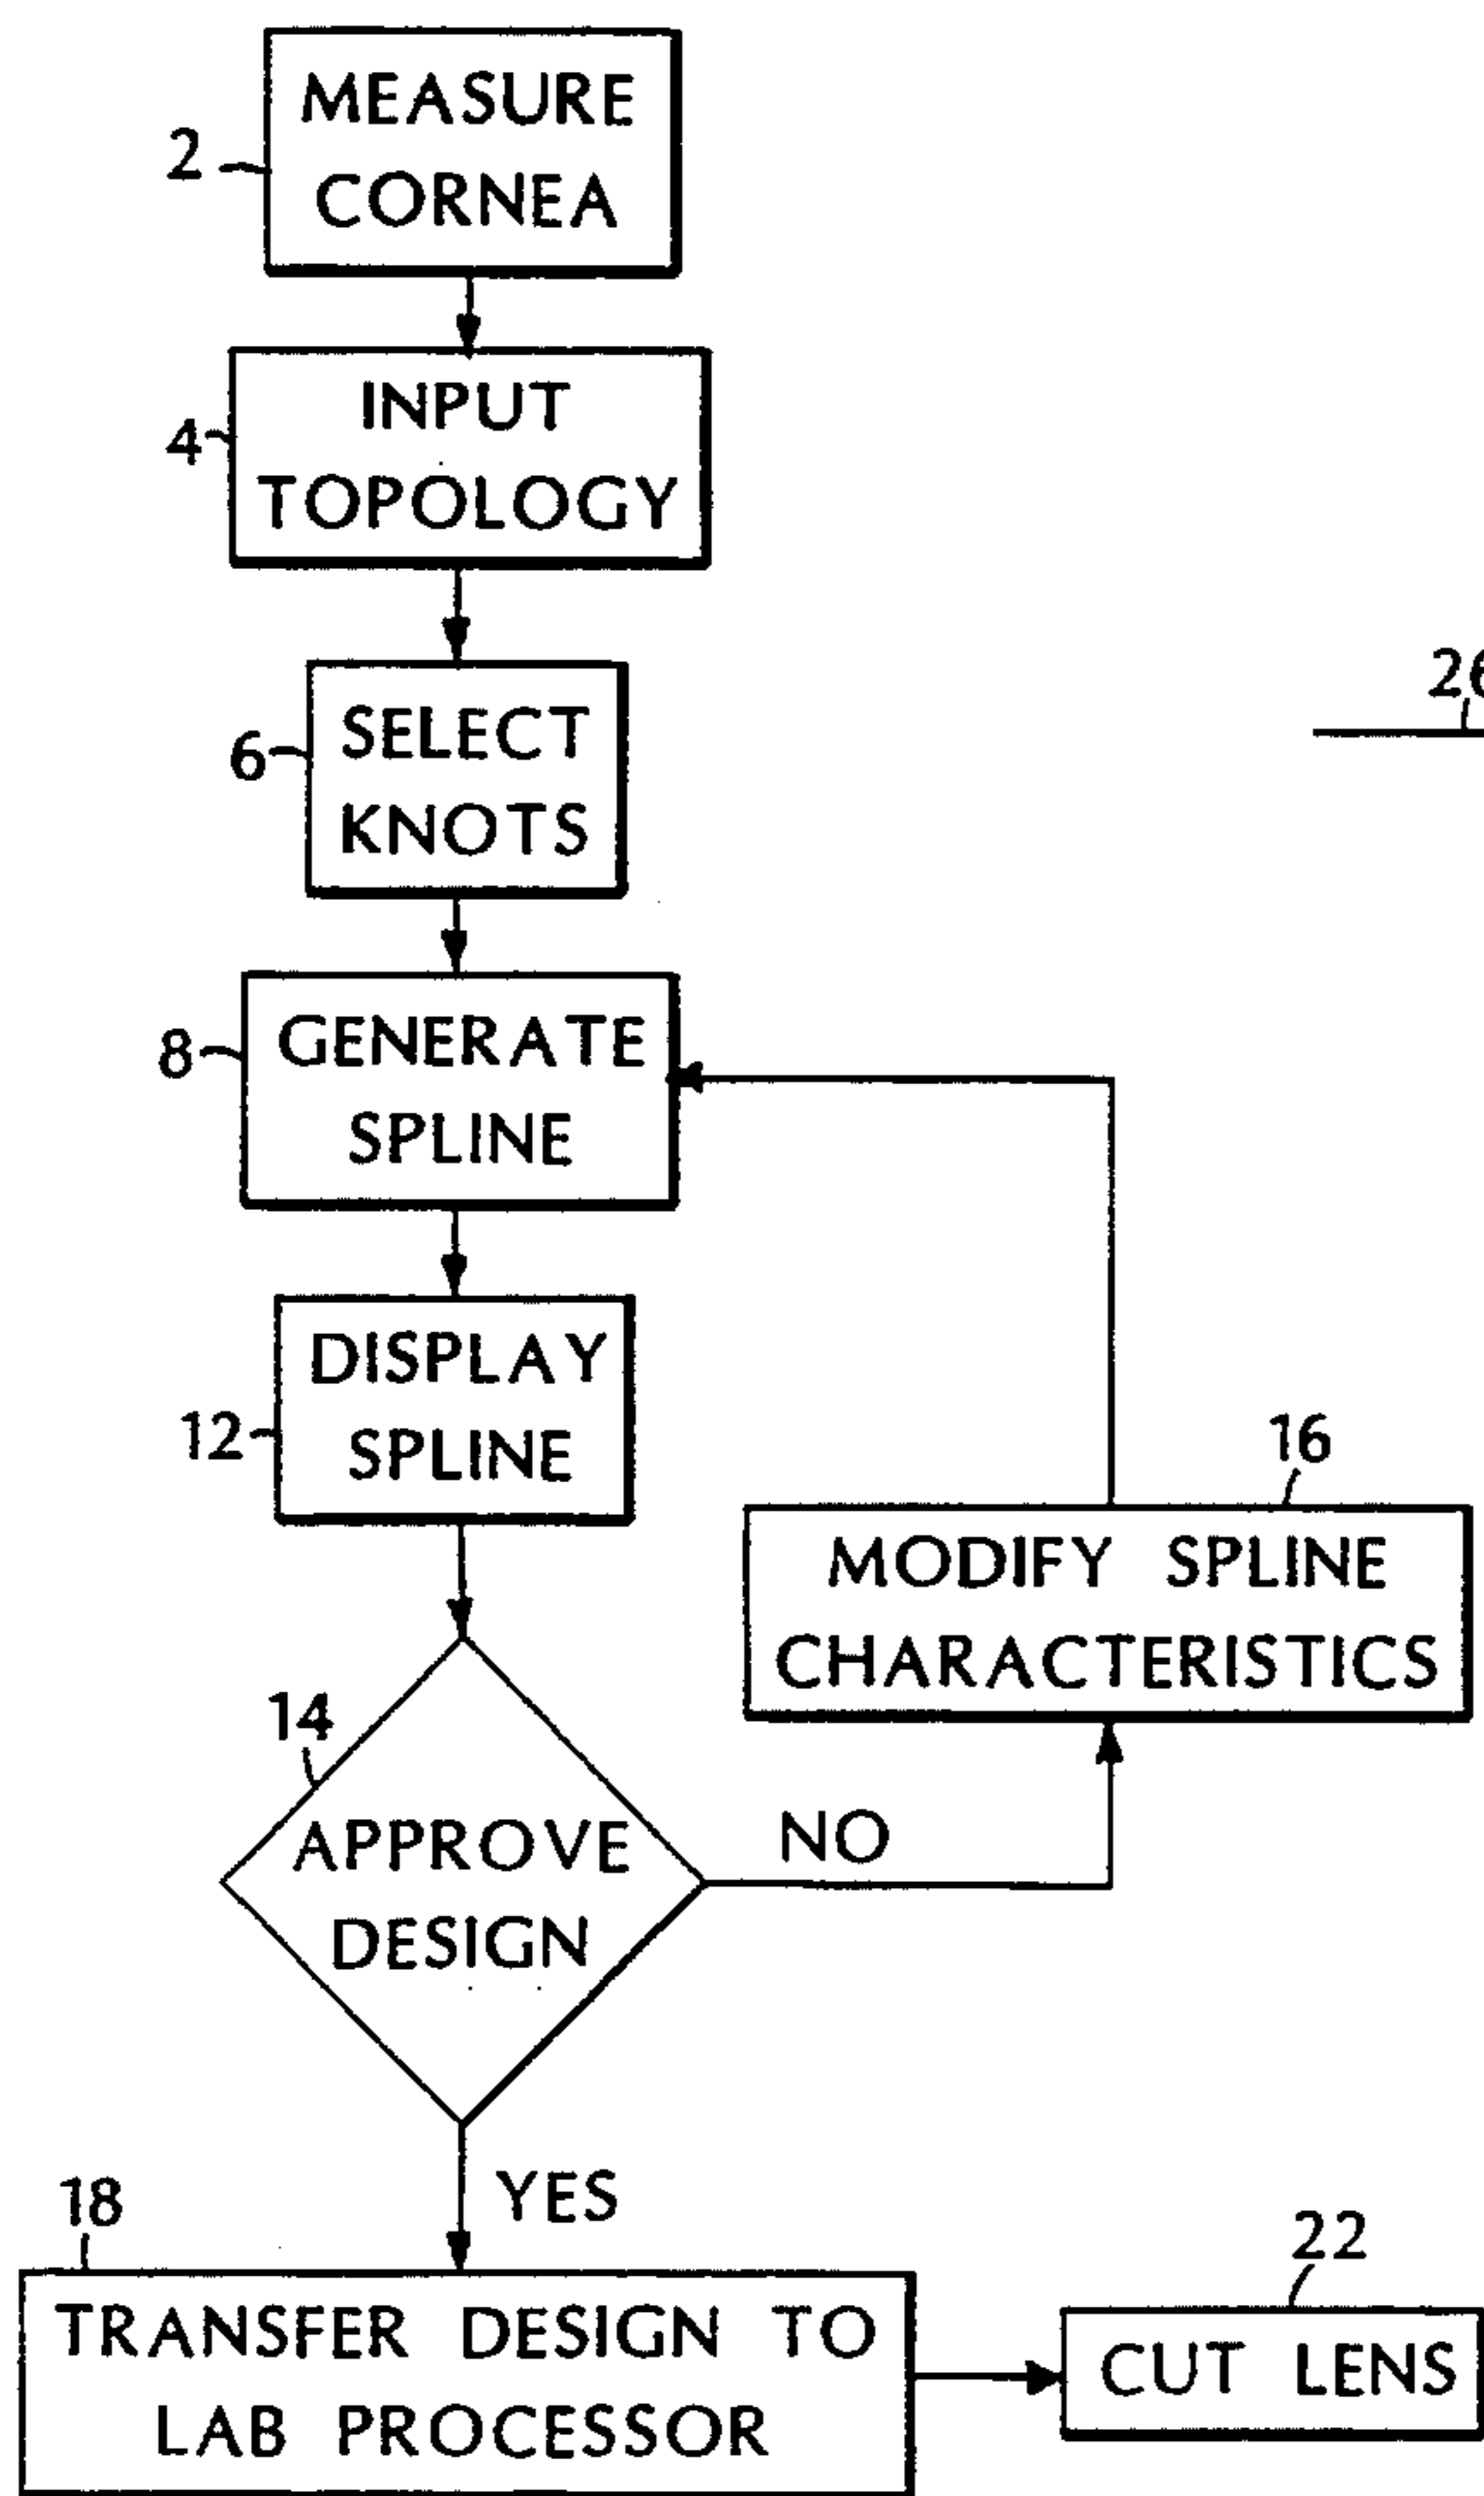 MEASURE
CORNEA
2
INPUT
TOPOLOGY
4
SELECT
KNOTS
6
GENERATE
SPLINE
8
DISPLAY
SPLINE
12
16
MODIFY SPLINE
CHARACTERISTICS
14
APPROVE
DESIGN
NO
YES
18
TRANSFER DESIGN TO
LAB PROCESSOR
22
CUT LENS